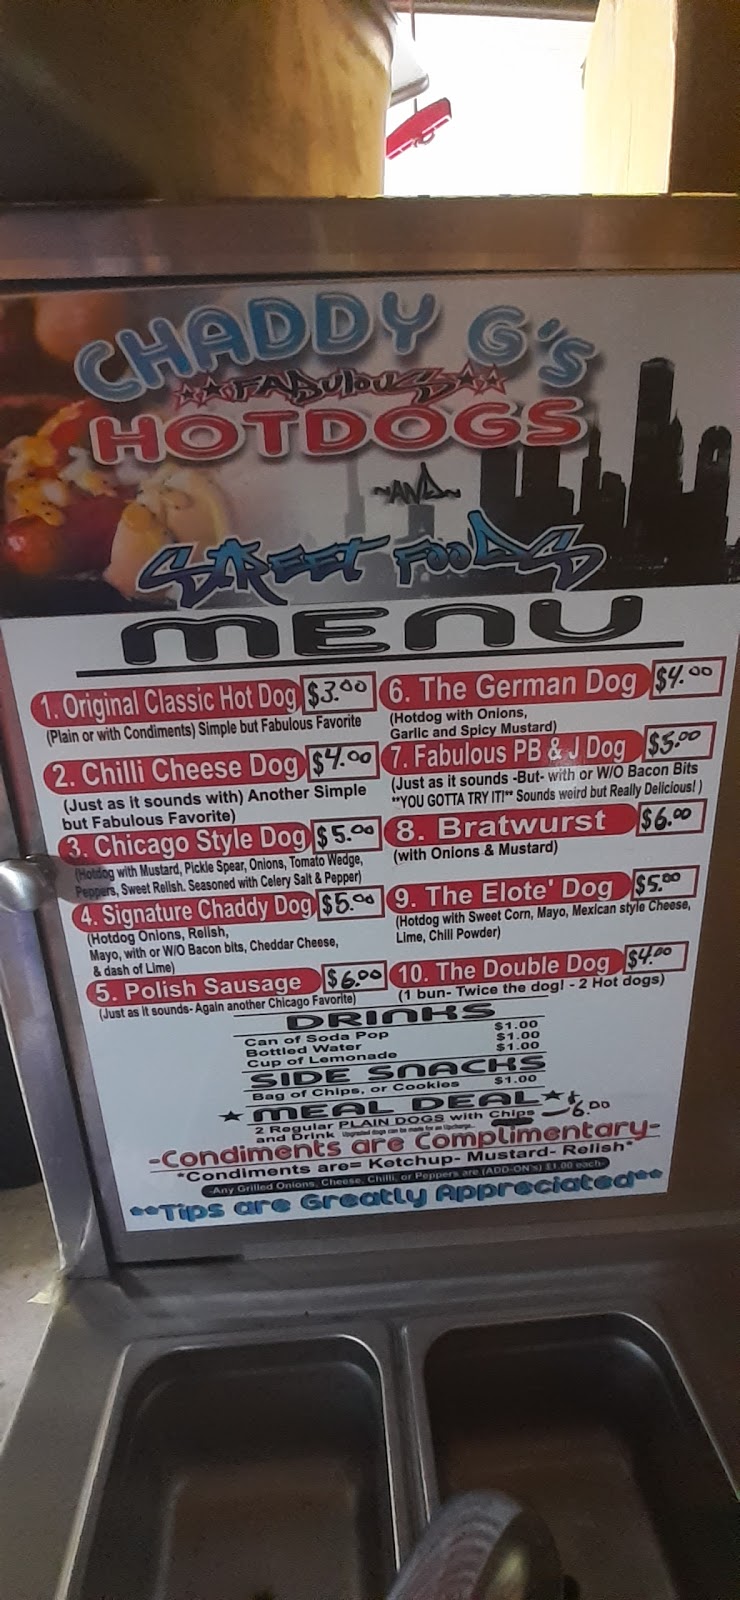 CHADDY G's
**FABULOUS**
HOTDOGS
~AND~
STREET FOODS
MENU
1. Original Classic Hot Dog $3.00
(Plain or with Condiments) Simple but Fabulous Favorite
2. Chilli Cheese Dog $4.00
(Just as it sounds with) Another Simple
but Fabulous Favorite)
3. Chicago Style Dog $5.00
(Hotdog with Mustard, Pickle Spear, Onions, Tomato Wedge,
Peppers, Sweet Relish. Seasoned with Celery Salt & Pepper)
4. Signature Chaddy Dog $5.00
(Hotdog Onions, Relish,
Mayo, with or W/O Bacon bits, Cheddar Cheese,
& dash of Lime)
5. Polish Sausage $6.00
(Just as it sounds- Again another Chicago Favorite)
6. The German Dog $4.00
(Hotdog with Onions,
Garlic and Spicy Mustard)
7. Fabulous PB & J Dog $5.00
(Just as it sounds -But- with or W/O Bacon Bits
**YOU GOTTA TRY IT!** Sounds weird but Really Delicious!)
8. Bratwurst $6.00
(with Onions & Mustard)
9. The Elote' Dog $5.00
(Hotdog with Sweet Corn, Mayo, Mexican style Cheese,
Lime, Chili Powder)
10. The Double Dog $4.00
(1 bun- Twice the dog! - 2 Hot dogs)
DRINKS
Can of Soda Pop $1.00
Bottled Water $1.00
Cup of Lemonade $1.00
SIDE SNACKS
Bag of Chips, or Cookies $1.00
★ MEAL DEAL ★
2 Regular PLAIN DOGS with Chips $6.00
and Drink Upgraded dogs can be made for an Upcharge
-Condiments are Complimentary-
*Condiments are= Ketchup- Mustard- Relish*
-Any Grilled Onions, Cheese, Chilli, or Peppers are (ADD-ON's) $1.00 each-
**Tips are Greatly Appreciated**